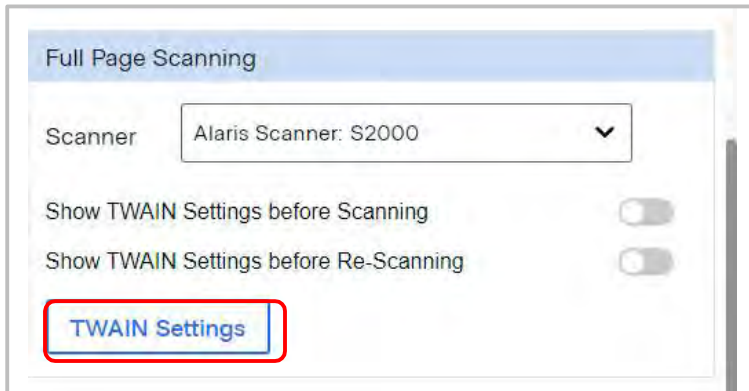 Full Page Scanning
Scanner Alaris Scanner: S2000
Show TWAIN Settings before Scanning
Show TWAIN Settings before Re-Scanning
TWAIN Settings